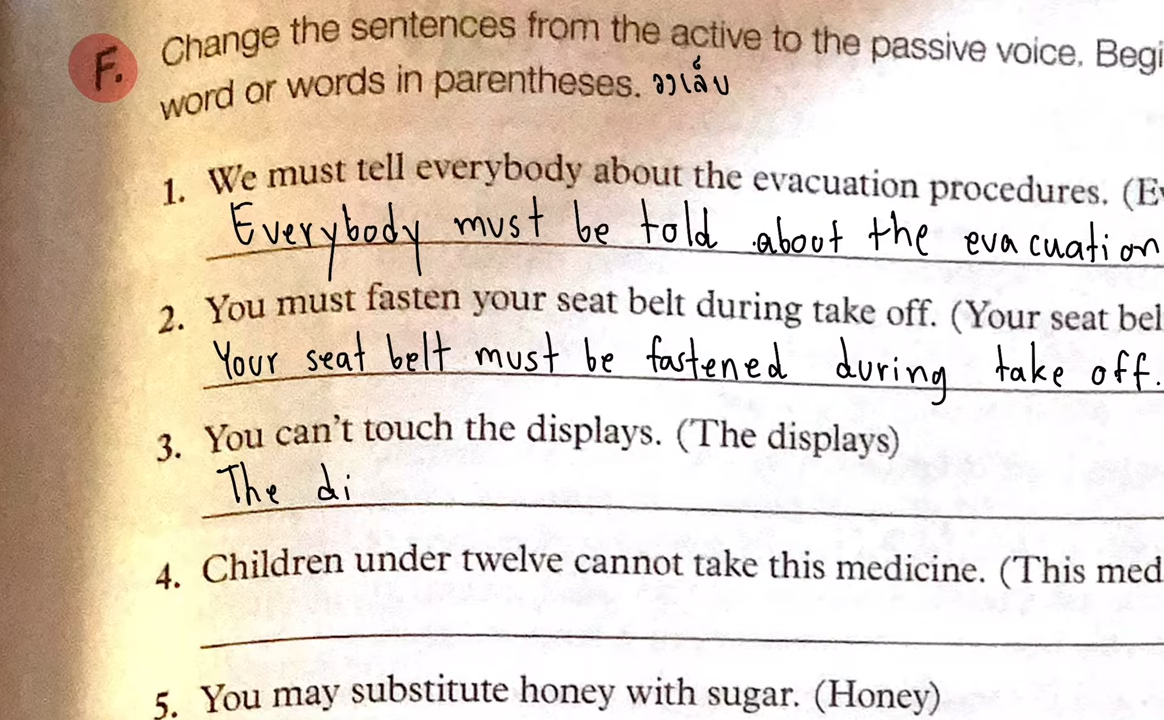 F. Change the sentences from the active to the passive voice. Begi
word or words in parentheses. วงเล็บ
1. We must tell everybody about the evacuation procedures. (Ev
Everybody must be told about the evacuation
2. You must fasten your seat belt during take off. (Your seat bel
Your seat belt must be fastened during take off.
3. You can't touch the displays. (The displays)
The di
4. Children under twelve cannot take this medicine. (This med
5. You may substitute honey with sugar. (Honey)